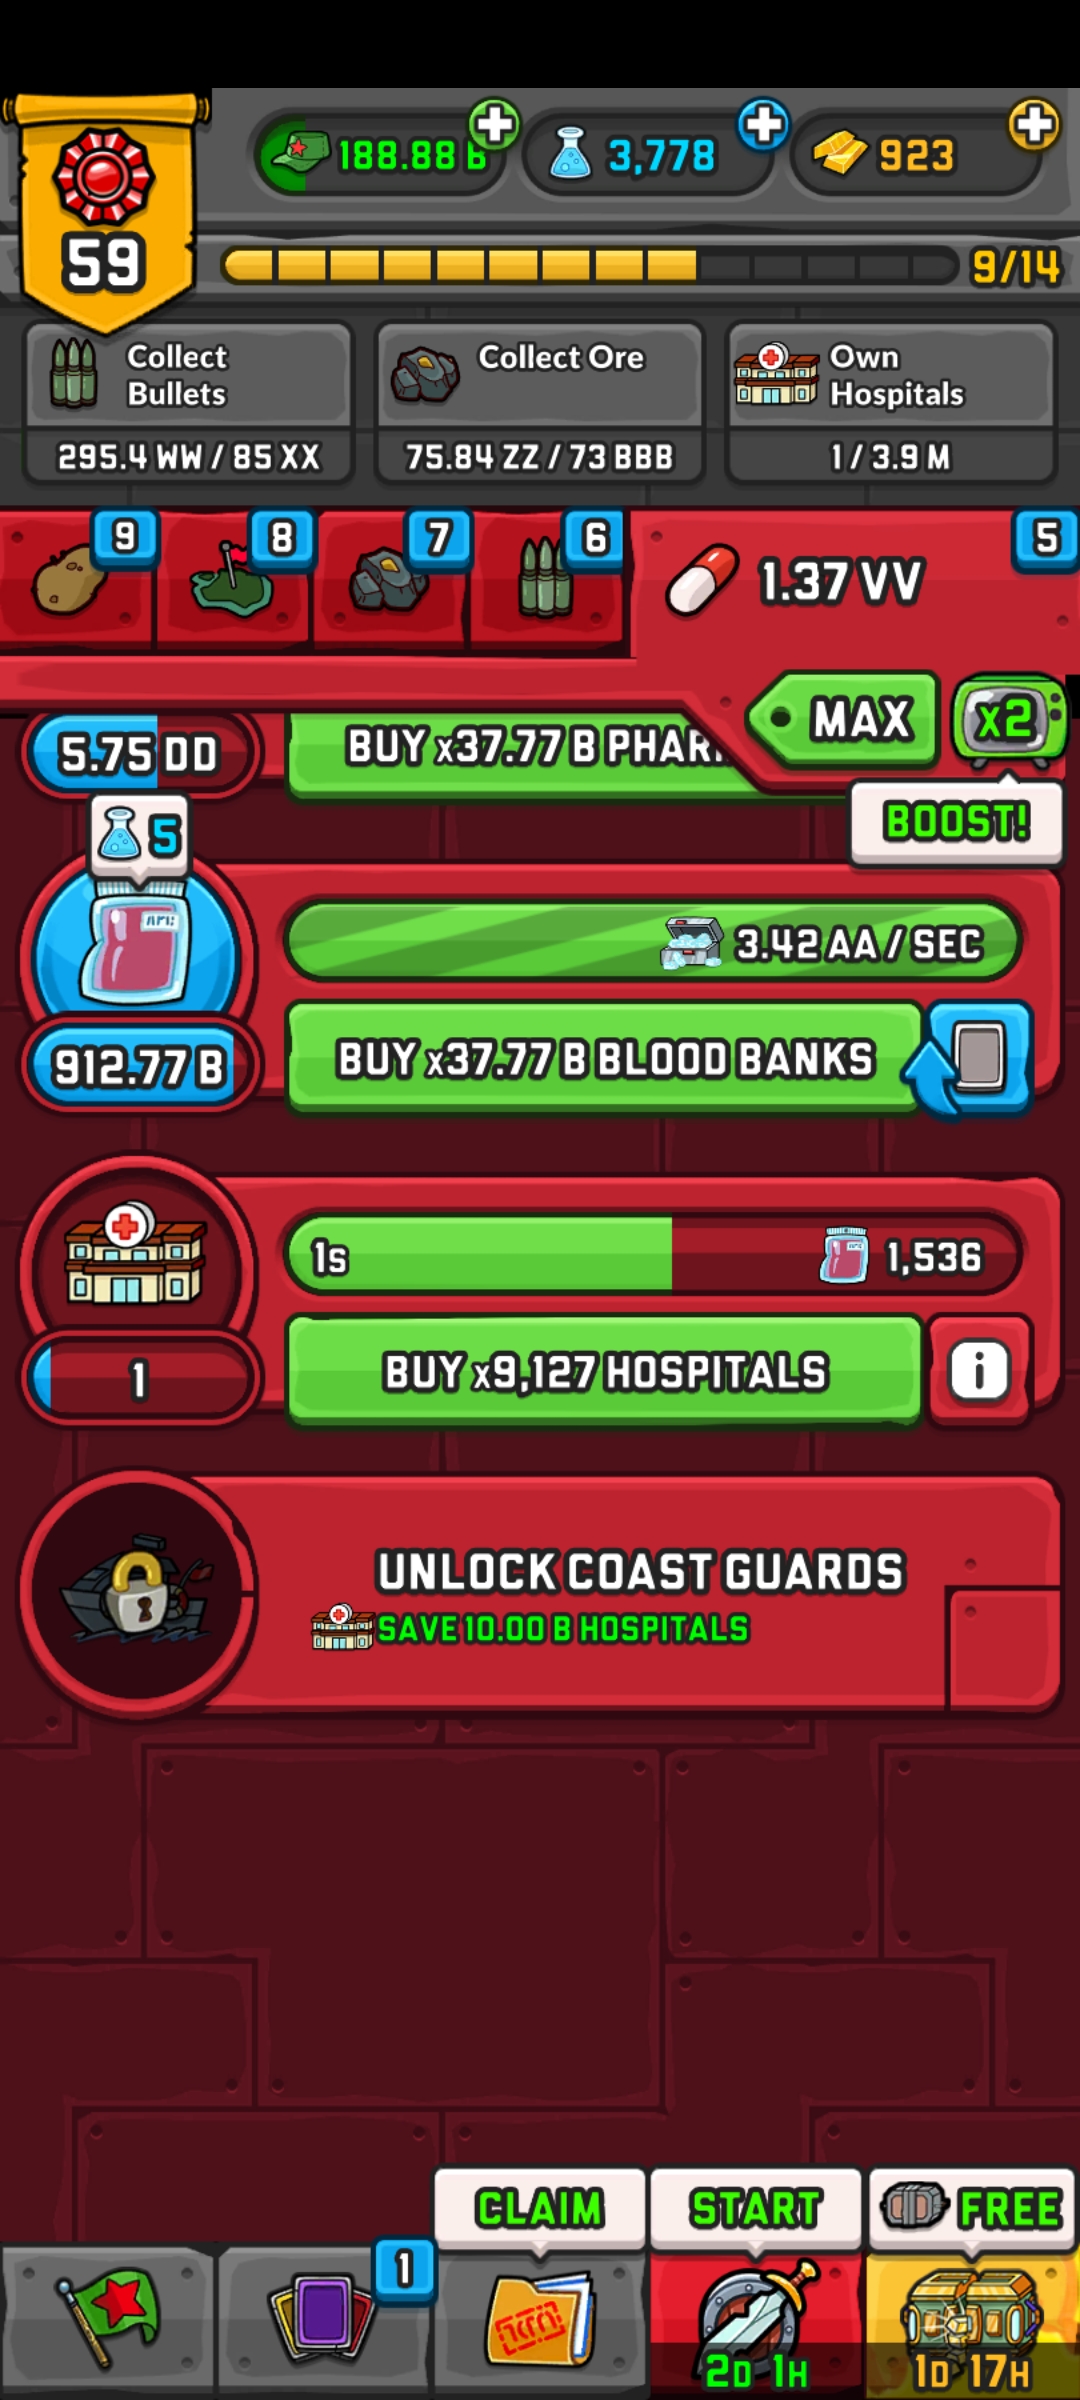 188.88 B
3,778
923
59
9/14
Collect
Bullets
295.4 WW / 85 XX
Collect Ore
75.84 ZZ / 73 BBB
Own
Hospitals
1 / 3.9 M
9
8
7
6
5
1.37 VV
MAX
x2
5.75 DD
BUY x37.77 B PHAR
BOOST!
5
3.42 AA / SEC
912.77 B
BUY x37.77 B BLOOD BANKS
1s
1,536
1
BUY x9,127 HOSPITALS
i
UNLOCK COAST GUARDS
SAVE 10.00 B HOSPITALS
CLAIM
START
FREE
1
2D 1H
1D 17H